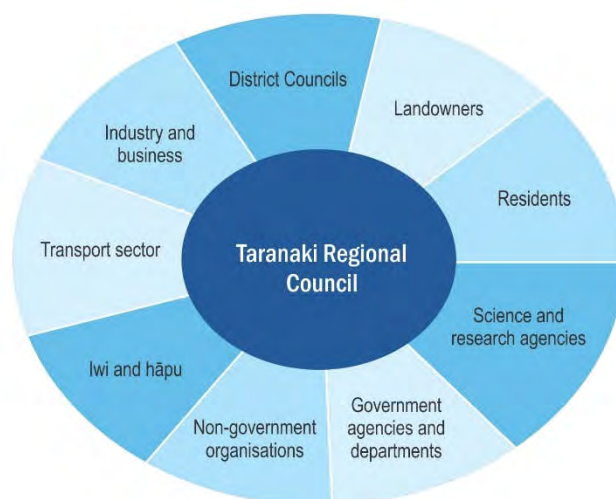 District Councils
Landowners
Residents
Science and
research agencies
Government
agencies and
departments
Non-government
organisations
Iwi and hāpu
Transport sector
Industry and
business
Taranaki Regional
Council